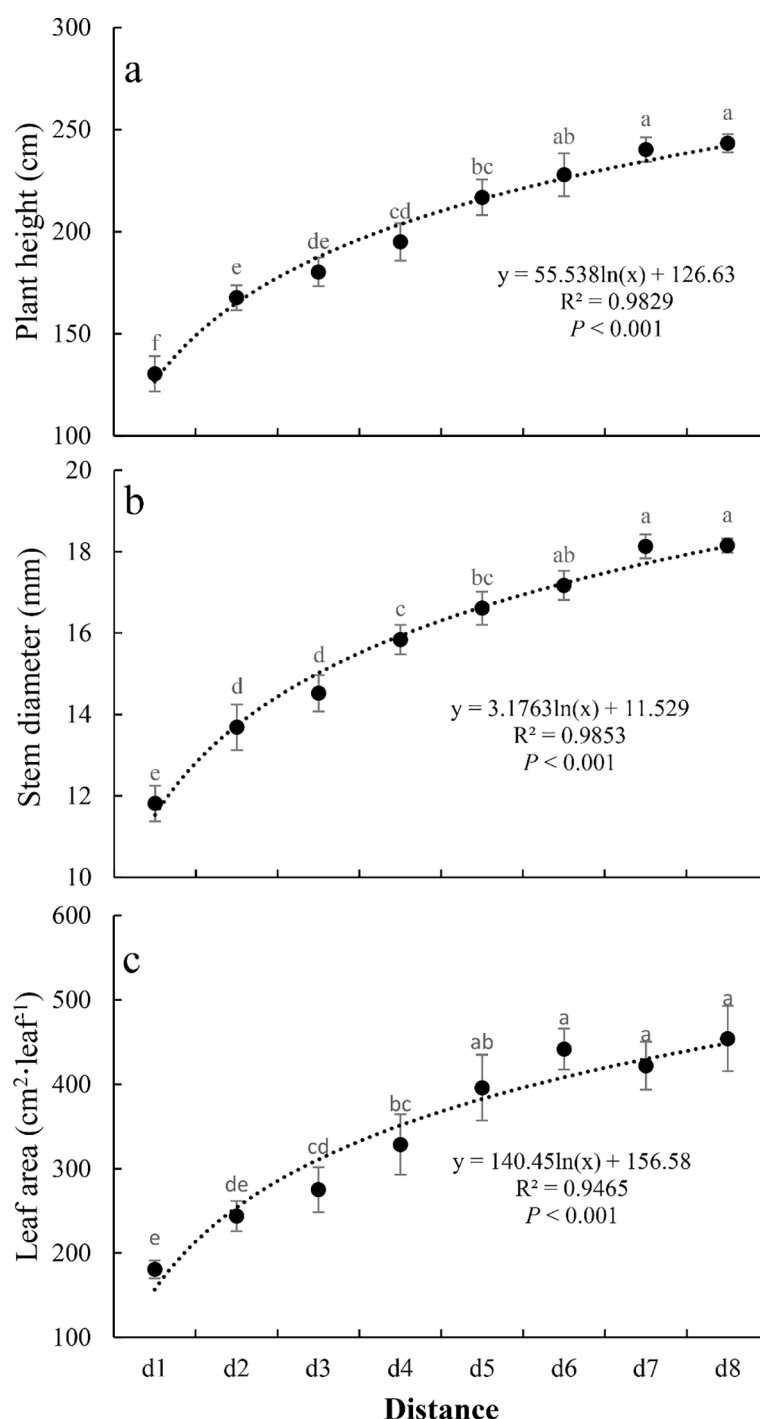 300
a
a
a
250
ab
bc
cd
200
de
e
y = 55.538ln(x) + 126.63
R² = 0.9829
P < 0.001
150
f
100
Plant height (cm)
20
b
a
a
18
ab
bc
c
16
d
d
y = 3.1763ln(x) + 11.529
R² = 0.9853
P < 0.001
14
e
12
10
Stem diameter (mm)
600
c
500
a
a
a
ab
400
bc
cd
y = 140.45ln(x) + 156.58
R² = 0.9465
P < 0.001
300
de
e
200
100
Leaf area (cm²·leaf⁻¹)
d1 d2 d3 d4 d5 d6 d7 d8
Distance